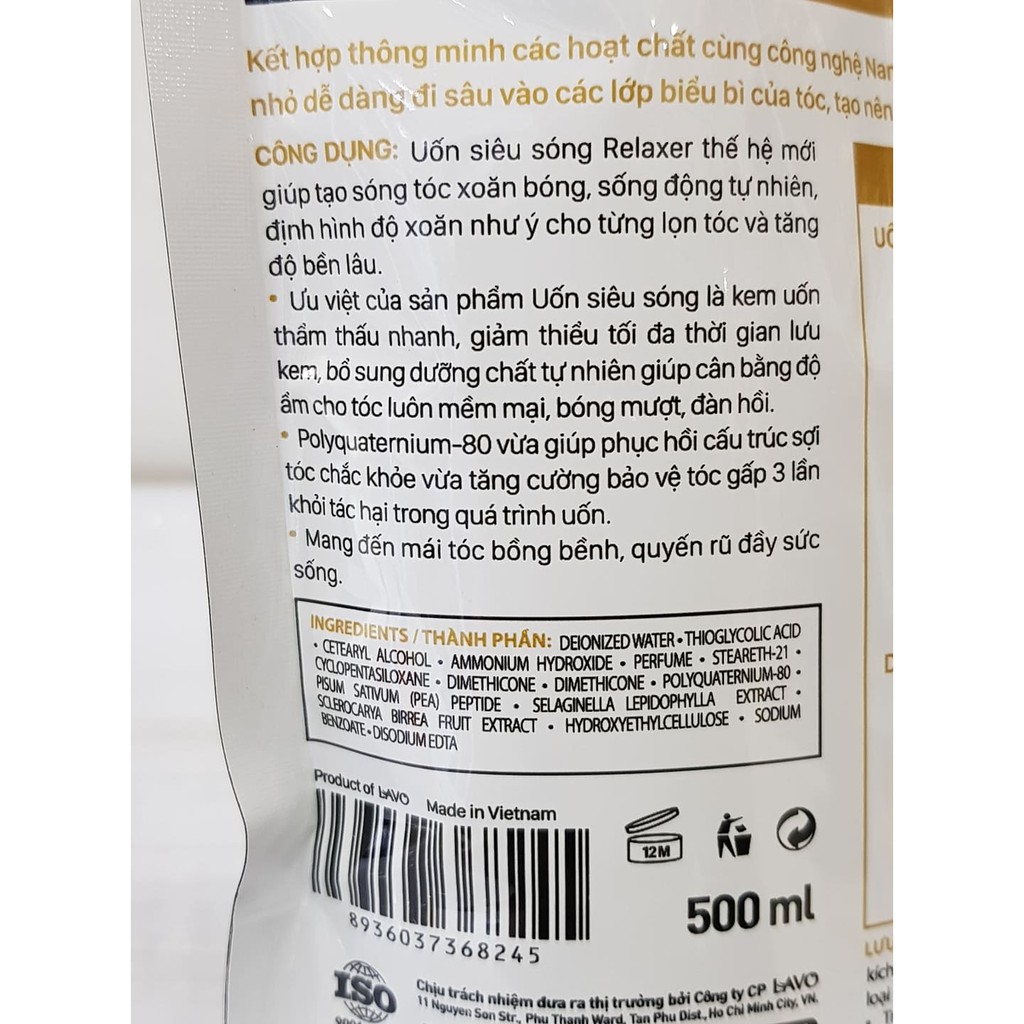 Kết hợp thông minh các hoạt chất cùng công nghệ
nhỏ dễ dàng đi sâu vào các lớp biểu bì của tóc, tạo nên
CÔNG DỤNG: Uốn siêu sóng Relaxer thế hệ mới
giúp tạo sóng tóc xoăn bóng, sống động tự nhiên,
định hình độ xoăn như ý cho từng lọn tóc và tăng
độ bền lâu.
• Ưu việt của sản phẩm Uốn siêu sóng là kem uốn
thẩm thấu nhanh, giảm thiểu tối đa thời gian lưu
kem, bổ sung dưỡng chất tự nhiên giúp cân bằng độ
ẩm cho tóc luôn mềm mại, bóng mượt, đàn hồi.
• Polyquaternium-80 vừa giúp phục hồi cấu trúc sợi
tóc chắc khỏe vừa tăng cường bảo vệ tóc gấp 3 lần
khỏi tác hại trong quá trình uốn.
• Mang đến mái tóc bồng bềnh, quyến rũ đầy sức
sống.
INGREDIENTS / THÀNH PHẦN: DEIONIZED WATER • THIOGLYCOLIC ACID
• CETEARYL ALCOHOL • AMMONIUM HYDROXIDE • PERFUME • STEARETH-21 •
CYCLOPENTASILOXANE • DIMETHICONE • DIMETHICONE • POLYQUATERNIUM-80 •
PISUM SATIVUM (PEA) PEPTIDE • SELAGINELLA LEPIDOPHYLLA EXTRACT •
SCLEROCARYA BIRREA FRUIT EXTRACT • HYDROXYETHYLCELLULOSE • SODIUM
BENZOATE • DISODIUM EDTA
Product of LAVO Made in Vietnam
12M
8936037368245
500 ml
ISO
Chịu trách nhiệm đưa ra thị trường bởi Công ty CP LAVO
11 Nguyen Son Str., Phu Thanh Ward, Tan Phu Dist., Ho Chi Minh City, VN.
LƯU
kích
loại